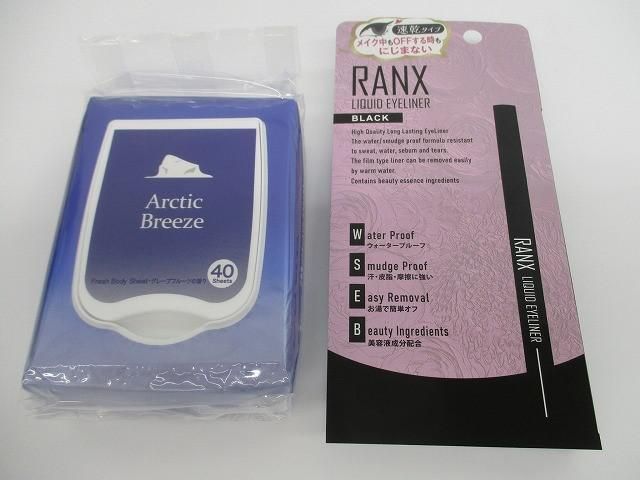 Arctic
Breeze
Fresh Body Sheet・グレープフルーツの香り
40
Sheets
速乾タイプ
メイク中もOFFする時も
にじまない
RANX
LIQUID EYELINER
BLACK
High Quality Long Lasting EyeLiner
The water/smudge proof formula resistant
to sweat, water, sebum and tears.
The film type liner can be removed easily
by warm water.
Contains beauty essence ingredients
Water Proof
ウォータープルーフ
Smudge Proof
汗・皮脂・摩擦に強い
Easy Removal
お湯で簡単オフ
Beauty Ingredients
美容液成分配合
RANX LIQUID EYELINER